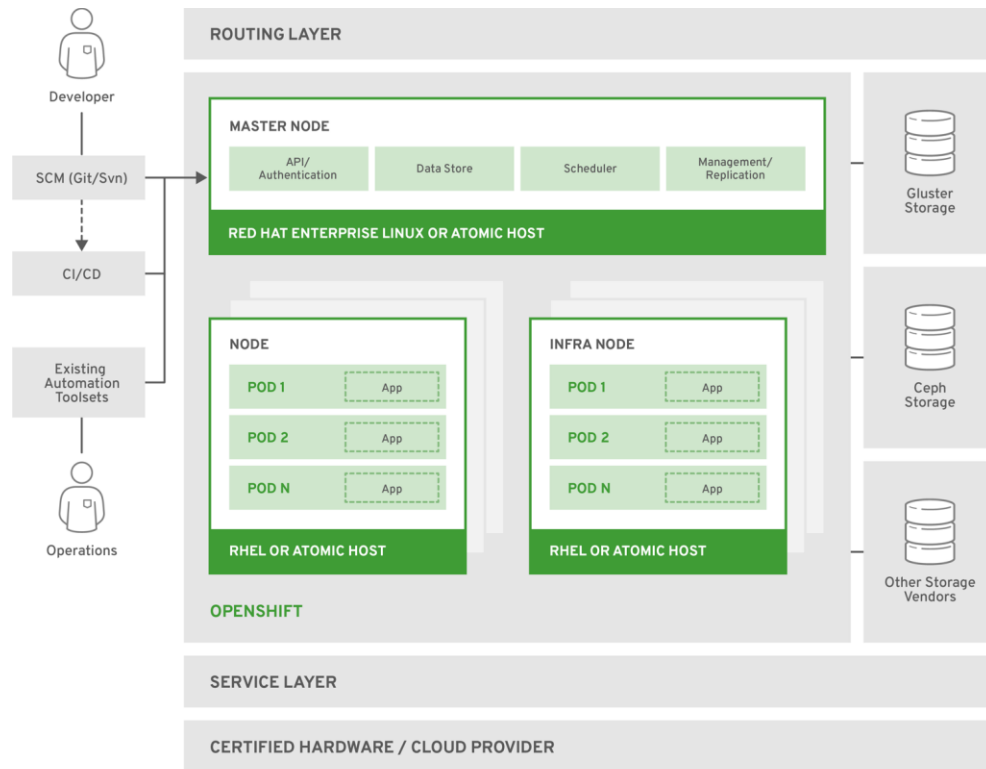 Developer
SCM (Git/Svn)
CI/CD
Existing
Automation
Toolsets
Operations
ROUTING LAYER
MASTER NODE
API/
Authentication
Data Store
Scheduler
Management/
Replication
RED HAT ENTERPRISE LINUX OR ATOMIC HOST
NODE
POD 1
App
POD 2
App
POD N
App
RHEL OR ATOMIC HOST
INFRA NODE
POD 1
App
POD 2
App
POD N
App
RHEL OR ATOMIC HOST
OPENSHIFT
Gluster
Storage
Ceph
Storage
Other Storage
Vendors
SERVICE LAYER
CERTIFIED HARDWARE / CLOUD PROVIDER